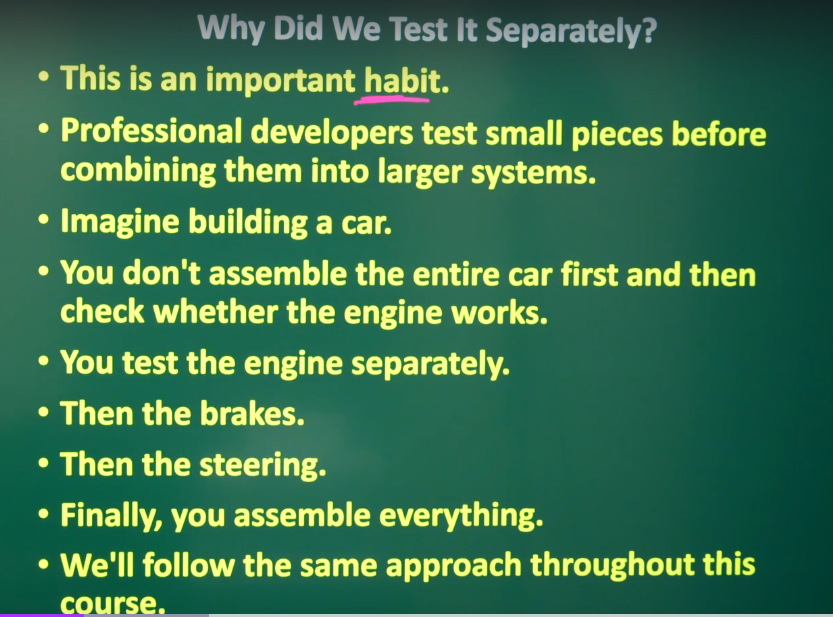 Why Did We Test It Separately?
• This is an important habit.
• Professional developers test small pieces before
combining them into larger systems.
• Imagine building a car.
• You don't assemble the entire car first and then
check whether the engine works.
• You test the engine separately.
• Then the brakes.
• Then the steering.
• Finally, you assemble everything.
• We'll follow the same approach throughout this
course.